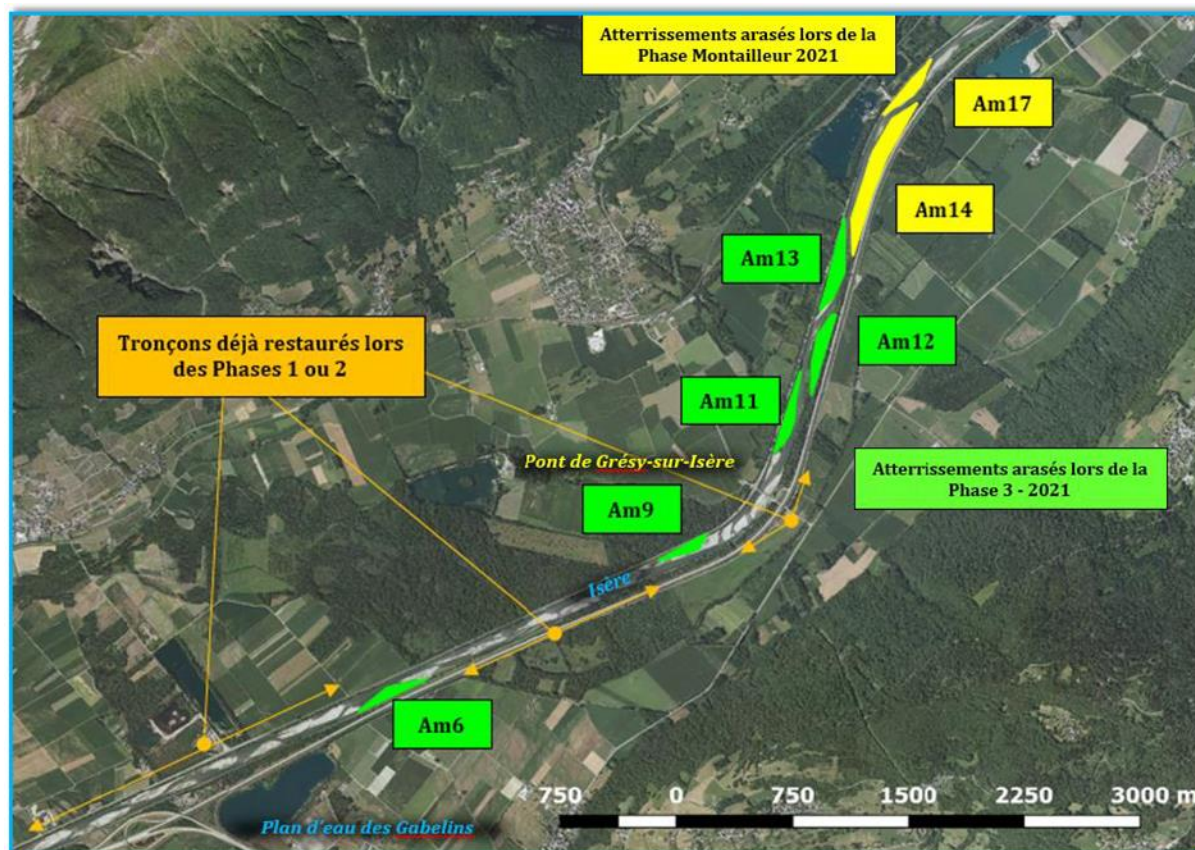 Atterrissements arasés lors de la
Phase Montailleur 2021
Am17
Am14
Am13
Am12
Tronçons déjà restaurés lors
des Phases 1 ou 2
Am11
Pont de Grésy-sur-Isère
Atterrissements arasés lors de la
Phase 3 - 2021
Am9
Isère
Am6
750 0 750 1500 2250 3000 m
Plan d'eau des Gabelins